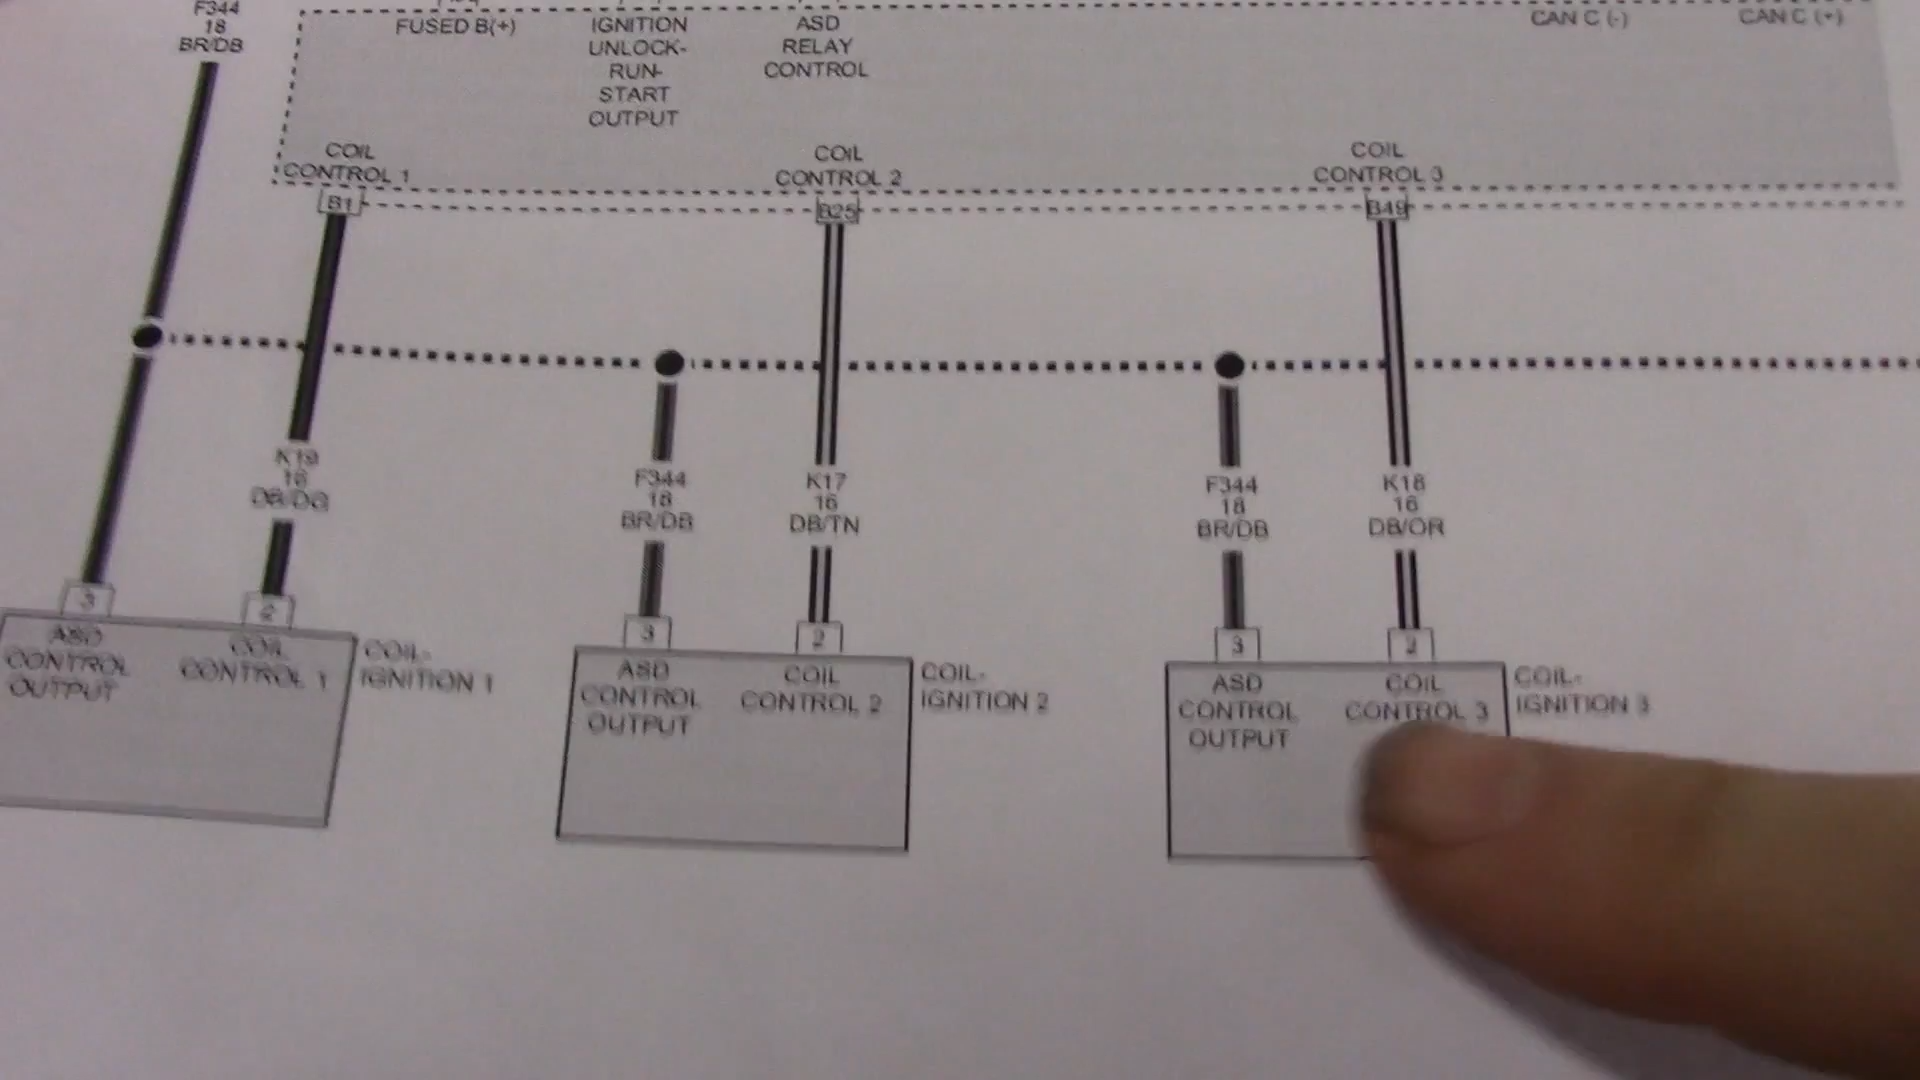 F344
18
BR/DB
FUSED B(+)
IGNITION
UNLOCK-
RUN-
START
OUTPUT
ASD
RELAY
CONTROL
CAN C (-)
CAN C (+)
COIL
CONTROL 1
COIL
CONTROL 2
COIL
CONTROL 3
B1
B25
B49
K19
16
DB/DG
F344
18
BR/DB
K17
16
DB/TN
F344
18
BR/DB
K18
16
DB/OR
3
2
3
2
3
2
ASD
CONTROL
OUTPUT
COIL
CONTROL 1
COIL-
IGNITION 1
ASD
CONTROL
OUTPUT
COIL
CONTROL 2
COIL-
IGNITION 2
ASD
CONTROL
OUTPUT
COIL
CONTROL 3
COIL-
IGNITION 3